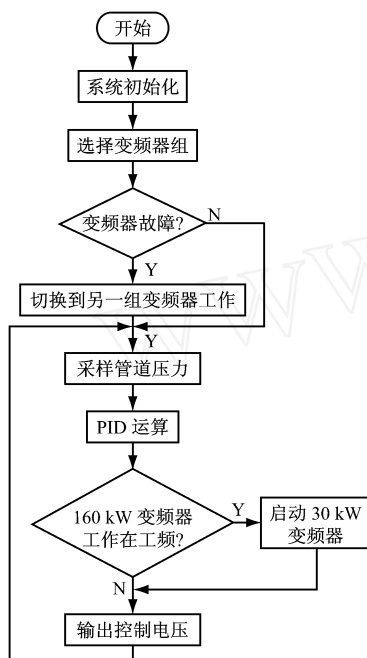 开始
系统初始化
选择变频器组
变频器故障?
N
Y
切换到另一组变频器工作
Y
采样管道压力
PID 运算
160 kW 变频器
工作在工频?
Y
启动 30 kW
变频器
N
输出控制电压